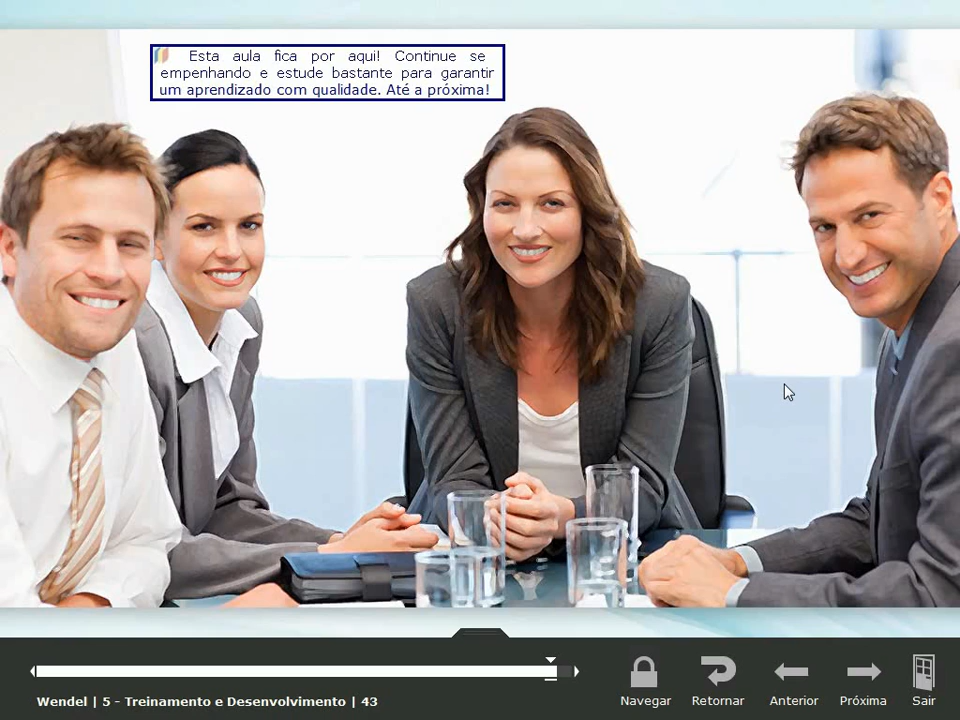 Esta aula fica por aqui! Continue se
empenhando e estude bastante para garantir
um aprendizado com qualidade. Até a próxima!
Wendel | 5 - Treinamento e Desenvolvimento | 43
Navegar
Retornar
Anterior
Próxima
Sair